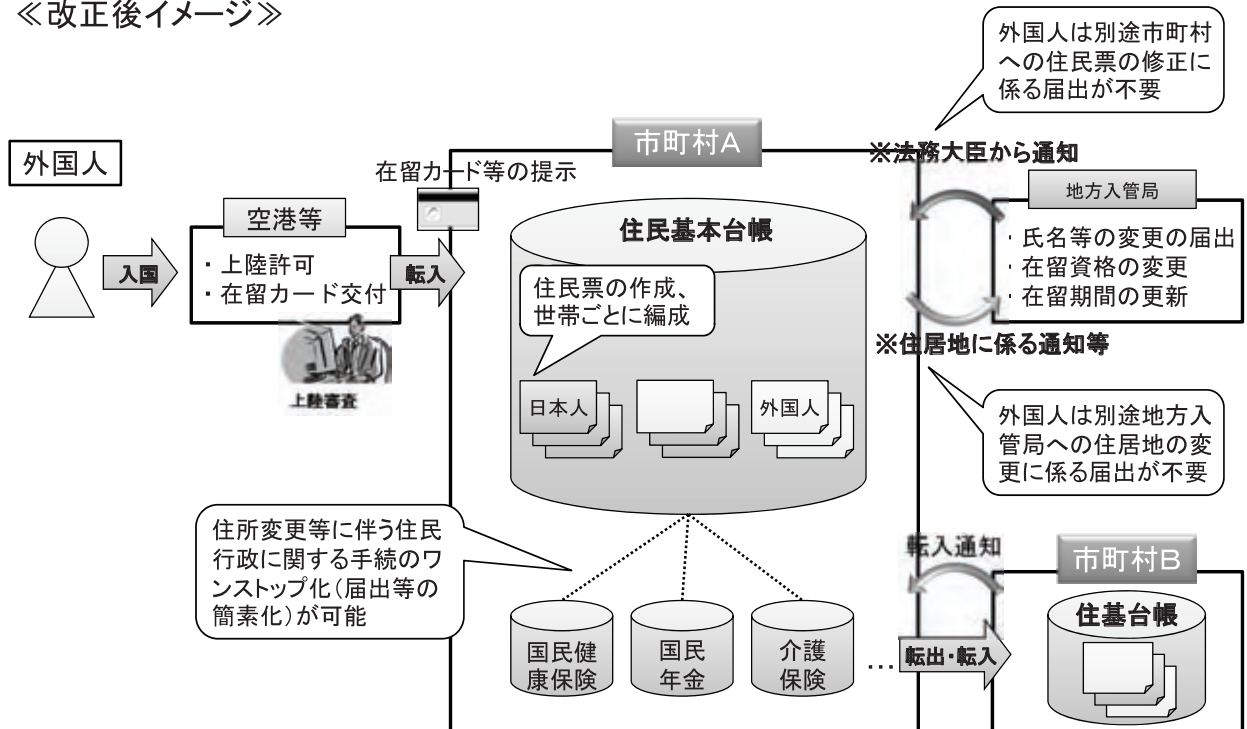 ≪改正後イメージ≫
外国人は別途市町村
への住民票の修正に
係る届出が不要
外国人
市町村A
※法務大臣から通知
在留カード等の提示
地方入管局
空港等
・上陸許可
・在留カード交付
入国
転入
上陸審査
住民基本台帳
住民票の作成、
世帯ごとに編成
日本人
外国人
・氏名等の変更の届出
・在留資格の変更
・在留期間の更新
※住居地に係る通知等
外国人は別途地方入
管局への住居地の変
更に係る届出が不要
住所変更等に伴う住民
行政に関する手続のワ
ンストップ化(届出等の
簡素化)が可能
国民健
康保険
国民
年金
介護
保険
…
転入通知
転出・転入
市町村B
住基台帳